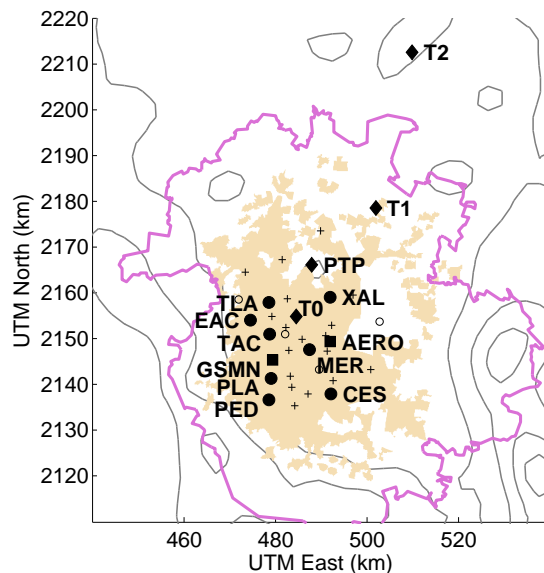 2220
T2
2210
2200
2190
2180
T1
2170
PTP
2160
TLA
XAL
T0
EAC
2150
TAC
AERO
GSMN
MER
2140
PLA
CES
PED
2130
2120
UTM North (km)
460
480
500
520
UTM East (km)